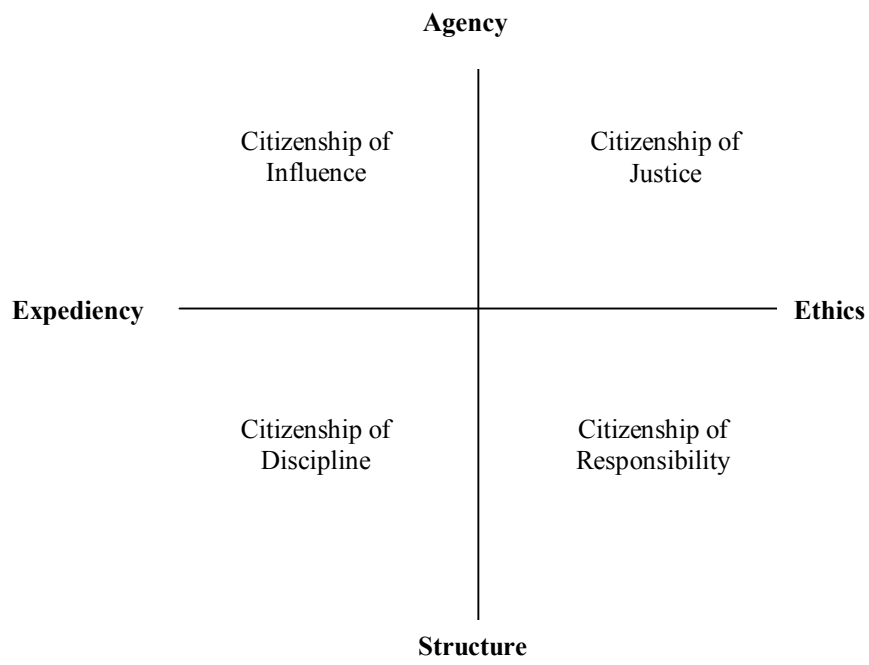 Agency
Citizenship of
Influence
Citizenship of
Justice
Expediency
Ethics
Citizenship of
Discipline
Citizenship of
Responsibility
Structure